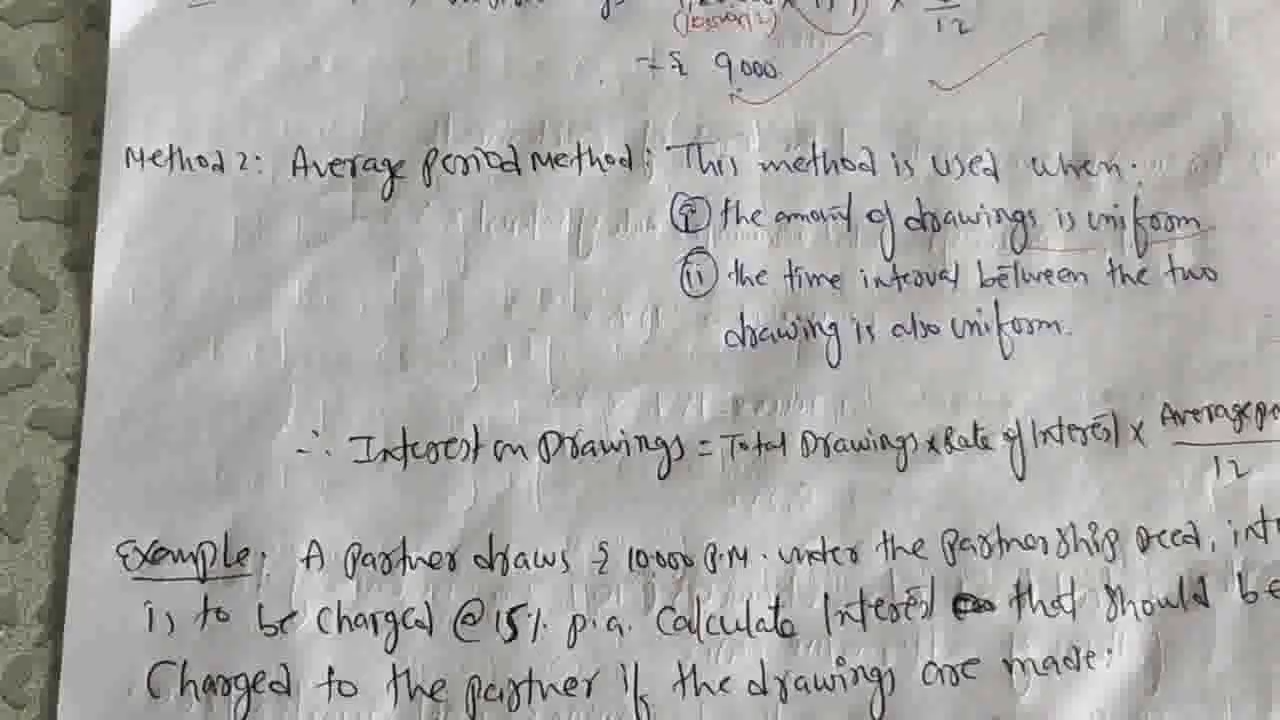 (10000x12)
12
= ₹ 9000
Method 2: Average period Method: This method is used when:
(i) the amount of drawings is uniform
(ii) the time interval between the two
drawing is also uniform.
∴ Interest on Drawings = Total Drawings x Rate of Interest x Average p
12
Example: A partner draws ₹ 10000 P.M. under the partnership Deed, int
is to be charged @ 15% p.a. Calculate Interest that should be
Charged to the partner if the drawings are made: